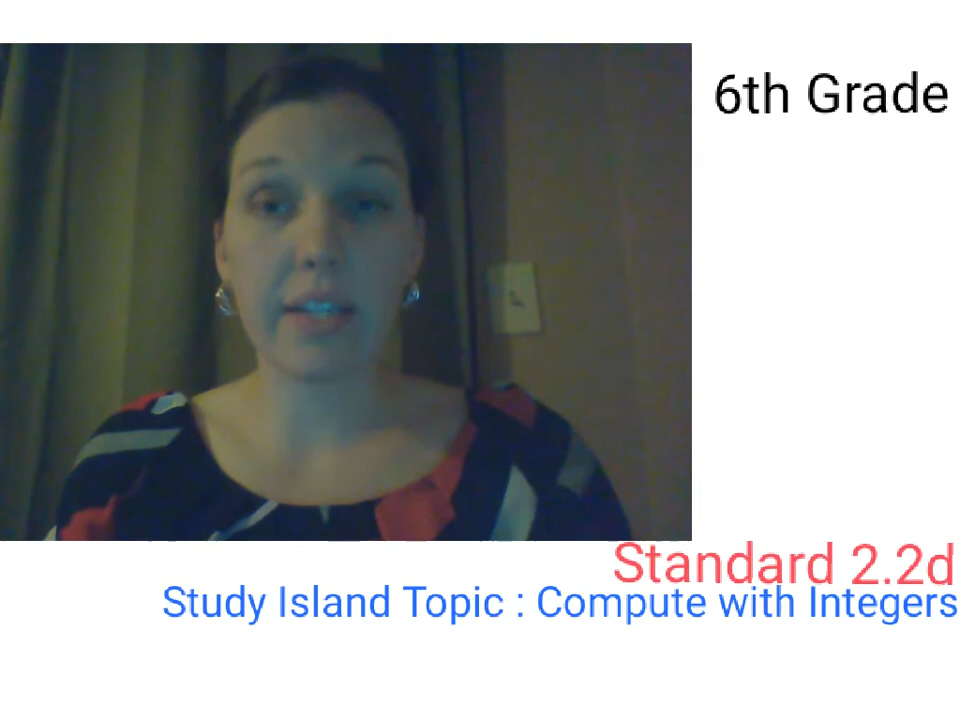 6th Grade
Standard 2.2d
Study Island Topic : Compute with Integers